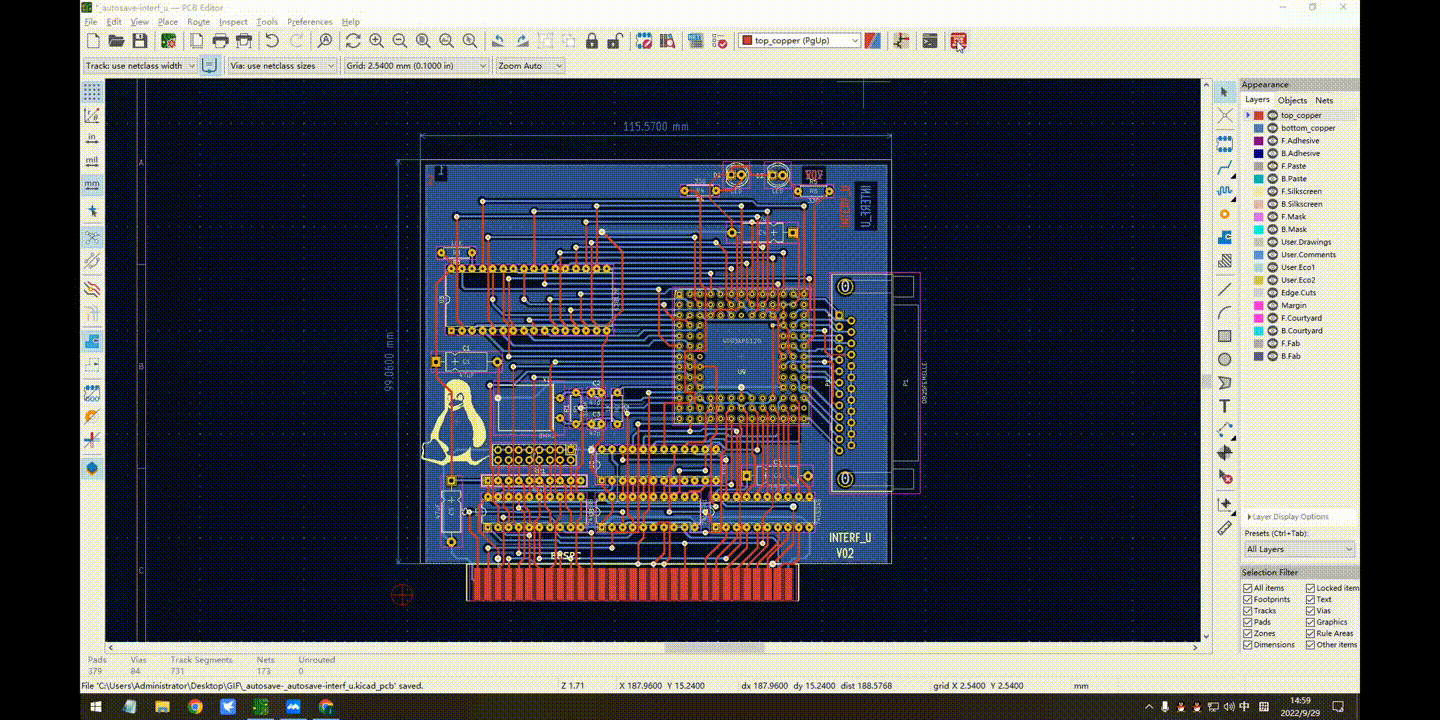 *_autosave-interf_u — PCB Editor
File Edit View Place Route Inspect Tools Preferences Help
top_copper (PgUp)
Track: use netclass width
Via: use netclass sizes
Grid: 2.5400 mm (0.1000 in)
Zoom Auto
in
mil
mm
115.5700 mm
99.0600 mm
A
B
C
INTERF_U
4003APG120
U9
P1
C1
INTERF_U
V02
Appearance
Layers Objects Nets
top_copper
bottom_copper
F.Adhesive
B.Adhesive
F.Paste
B.Paste
F.Silkscreen
B.Silkscreen
F.Mask
B.Mask
User.Drawings
User.Comments
User.Eco1
User.Eco2
Edge.Cuts
Margin
F.Courtyard
B.Courtyard
F.Fab
B.Fab
Layer Display Options
Presets (Ctrl+Tab):
All Layers
Selection Filter
All items Locked item
Footprints Text
Tracks Vias
Pads Graphics
Zones Rule Areas
Dimensions Other items
Pads Vias Track Segments Nets Unrouted
379 84 731 173 0
File 'C:\Users\Administrator\Desktop\GIF\_autosave-_autosave-interf_u.kicad_pcb' saved.
Z 1.71
X 187.9600 Y 15.2400
dx 187.9600 dy 15.2400 dist 188.5768
grid X 2.5400 Y 2.5400
mm
中
14:59
2022/9/29